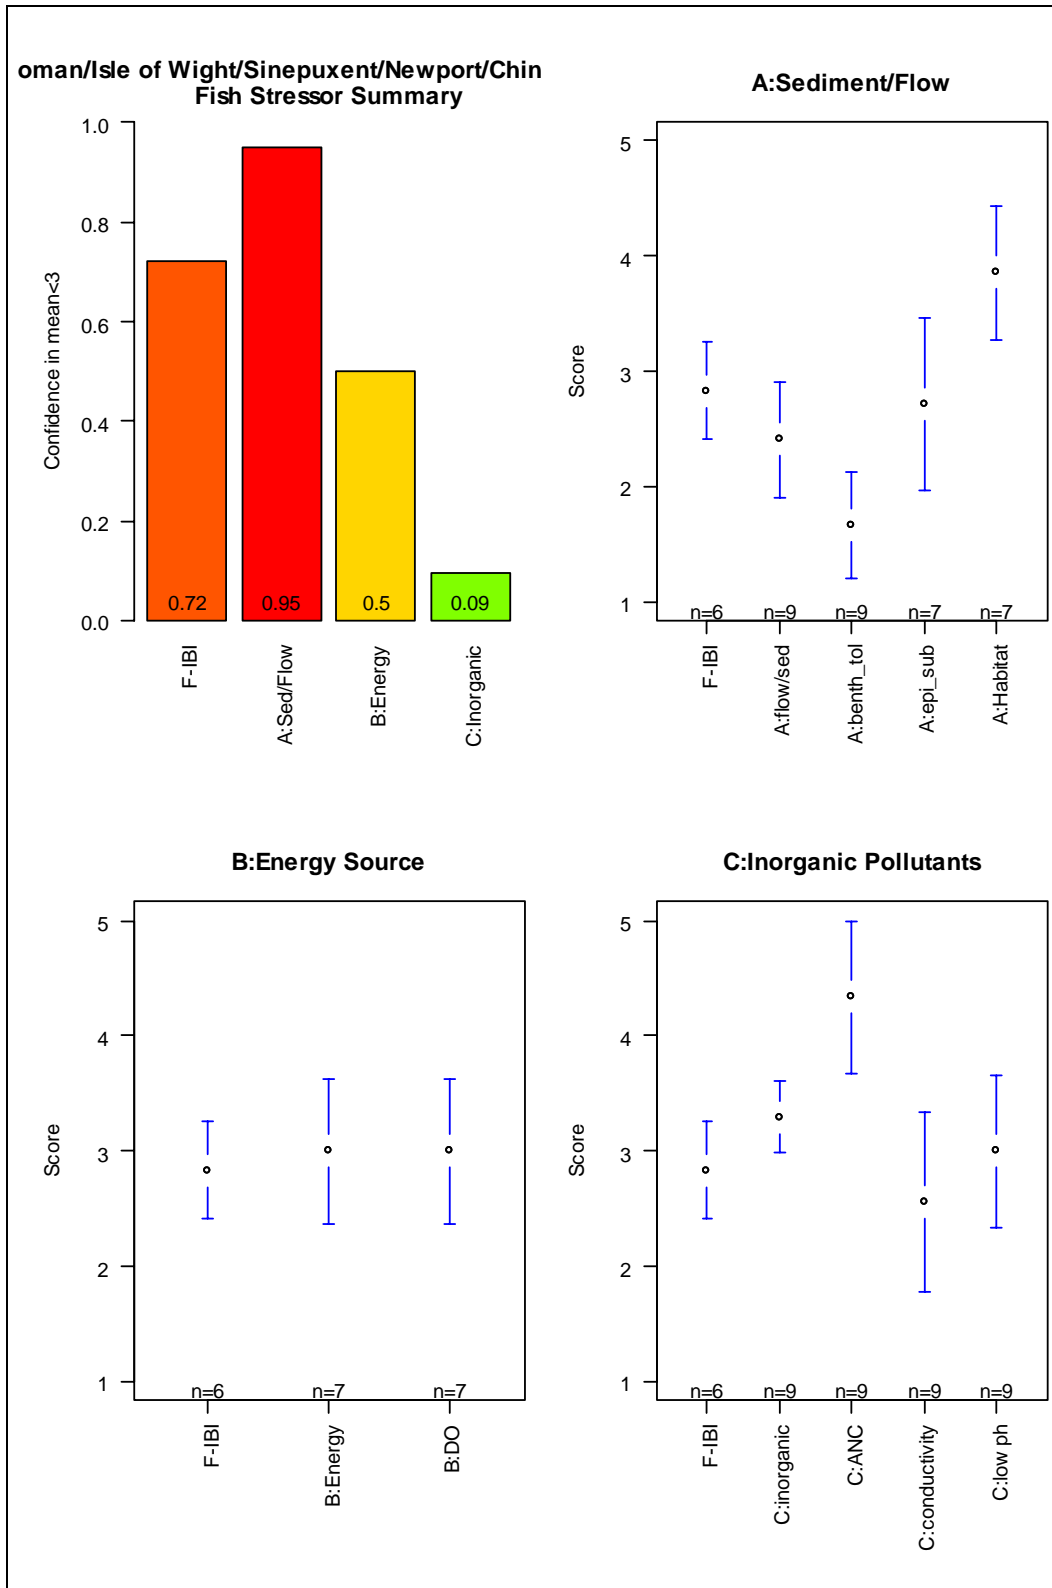 oman/Isle of Wight/Sinepuxent/Newport/Chin
Fish Stressor Summary
Confidence in mean<3
1.0
0.8
0.6
0.4
0.2
0.0
0.72
0.95
0.5
0.09
F-IBI
A:Sed/Flow
B:Energy
C:Inorganic
A:Sediment/Flow
Score
5
4
3
2
1
n=6
n=9
n=9
n=7
n=7
F-IBI
A:flow/sed
A:benth_tol
A:epi_sub
A:Habitat
B:Energy Source
Score
5
4
3
2
1
n=6
n=7
n=7
F-IBI
B:Energy
B:DO
C:Inorganic Pollutants
Score
5
4
3
2
1
n=6
n=9
n=9
n=9
n=9
F-IBI
C:inorganic
C:ANC
C:conductivity
C:low ph